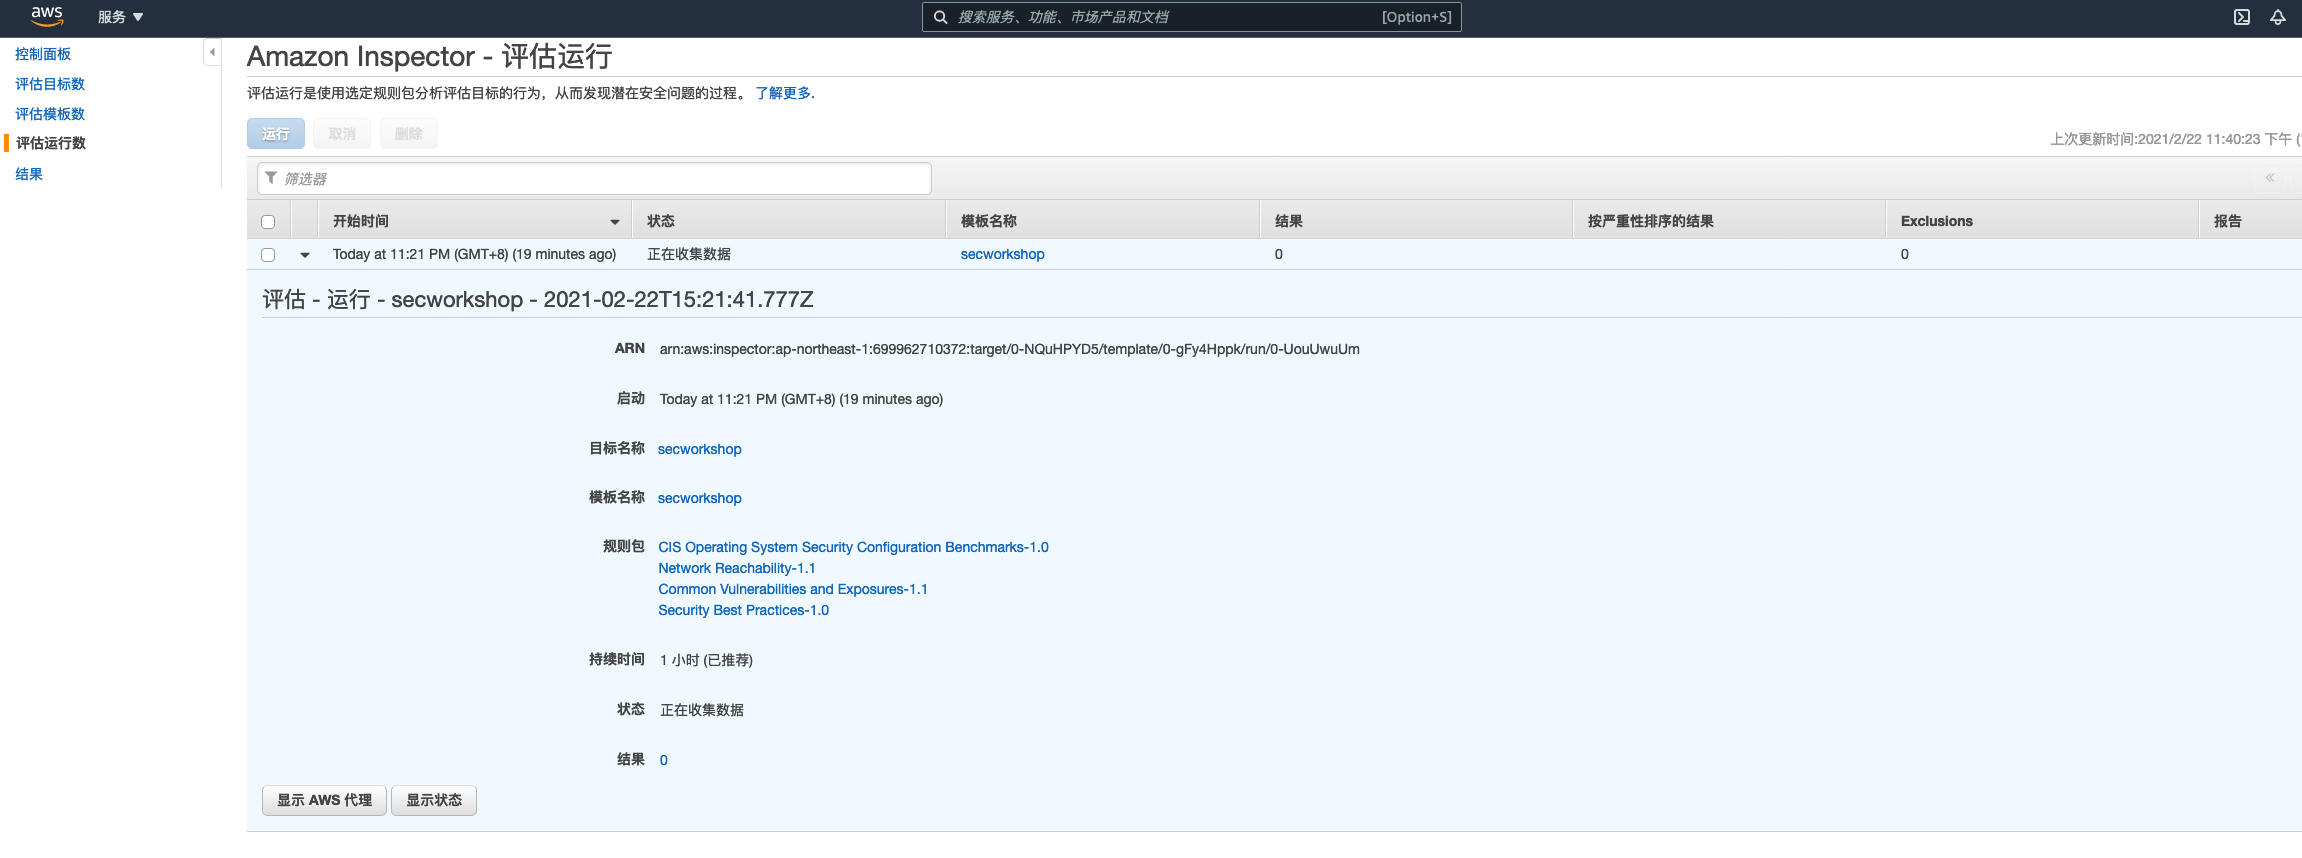 aws 服务 搜索服务、功能、市场产品和文档 [Option+S]
控制面板
评估目标数
评估模板数
评估运行数
结果
Amazon Inspector - 评估运行
评估运行是使用选定规则包分析评估目标的行为，从而发现潜在安全问题的过程。 了解更多.
运行 取消 删除
上次更新时间:2021/2/22 11:40:23 下午 (
筛选器
开始时间 状态 模板名称 结果 按严重性排序的结果 Exclusions 报告
Today at 11:21 PM (GMT+8) (19 minutes ago) 正在收集数据 secworkshop 0 0
评估 - 运行 - secworkshop - 2021-02-22T15:21:41.777Z
ARN arn:aws:inspector:ap-northeast-1:699962710372:target/0-NQuHPYD5/template/0-gFy4Hppk/run/0-UouUwuUm
启动 Today at 11:21 PM (GMT+8) (19 minutes ago)
目标名称 secworkshop
模板名称 secworkshop
规则包 CIS Operating System Security Configuration Benchmarks-1.0
Network Reachability-1.1
Common Vulnerabilities and Exposures-1.1
Security Best Practices-1.0
持续时间 1 小时 (已推荐)
状态 正在收集数据
结果 0
显示 AWS 代理 显示状态